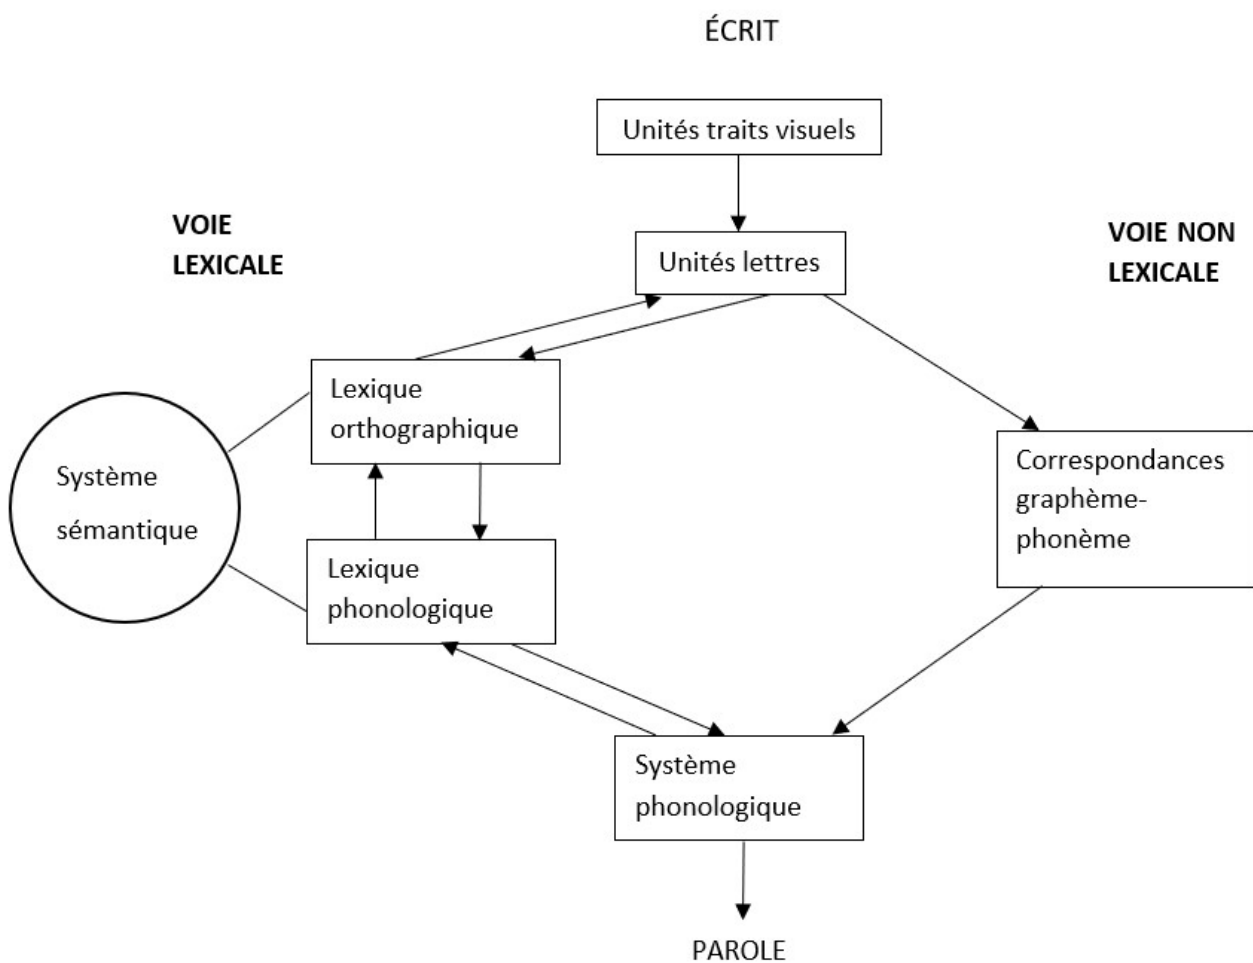 ÉCRIT
Unités traits visuels
VOIE
LEXICALE
Unités lettres
VOIE NON
LEXICALE
Lexique
orthographique
Système
sémantique
Correspondances
graphème-
phonème
Lexique
phonologique
Système
phonologique
PAROLE